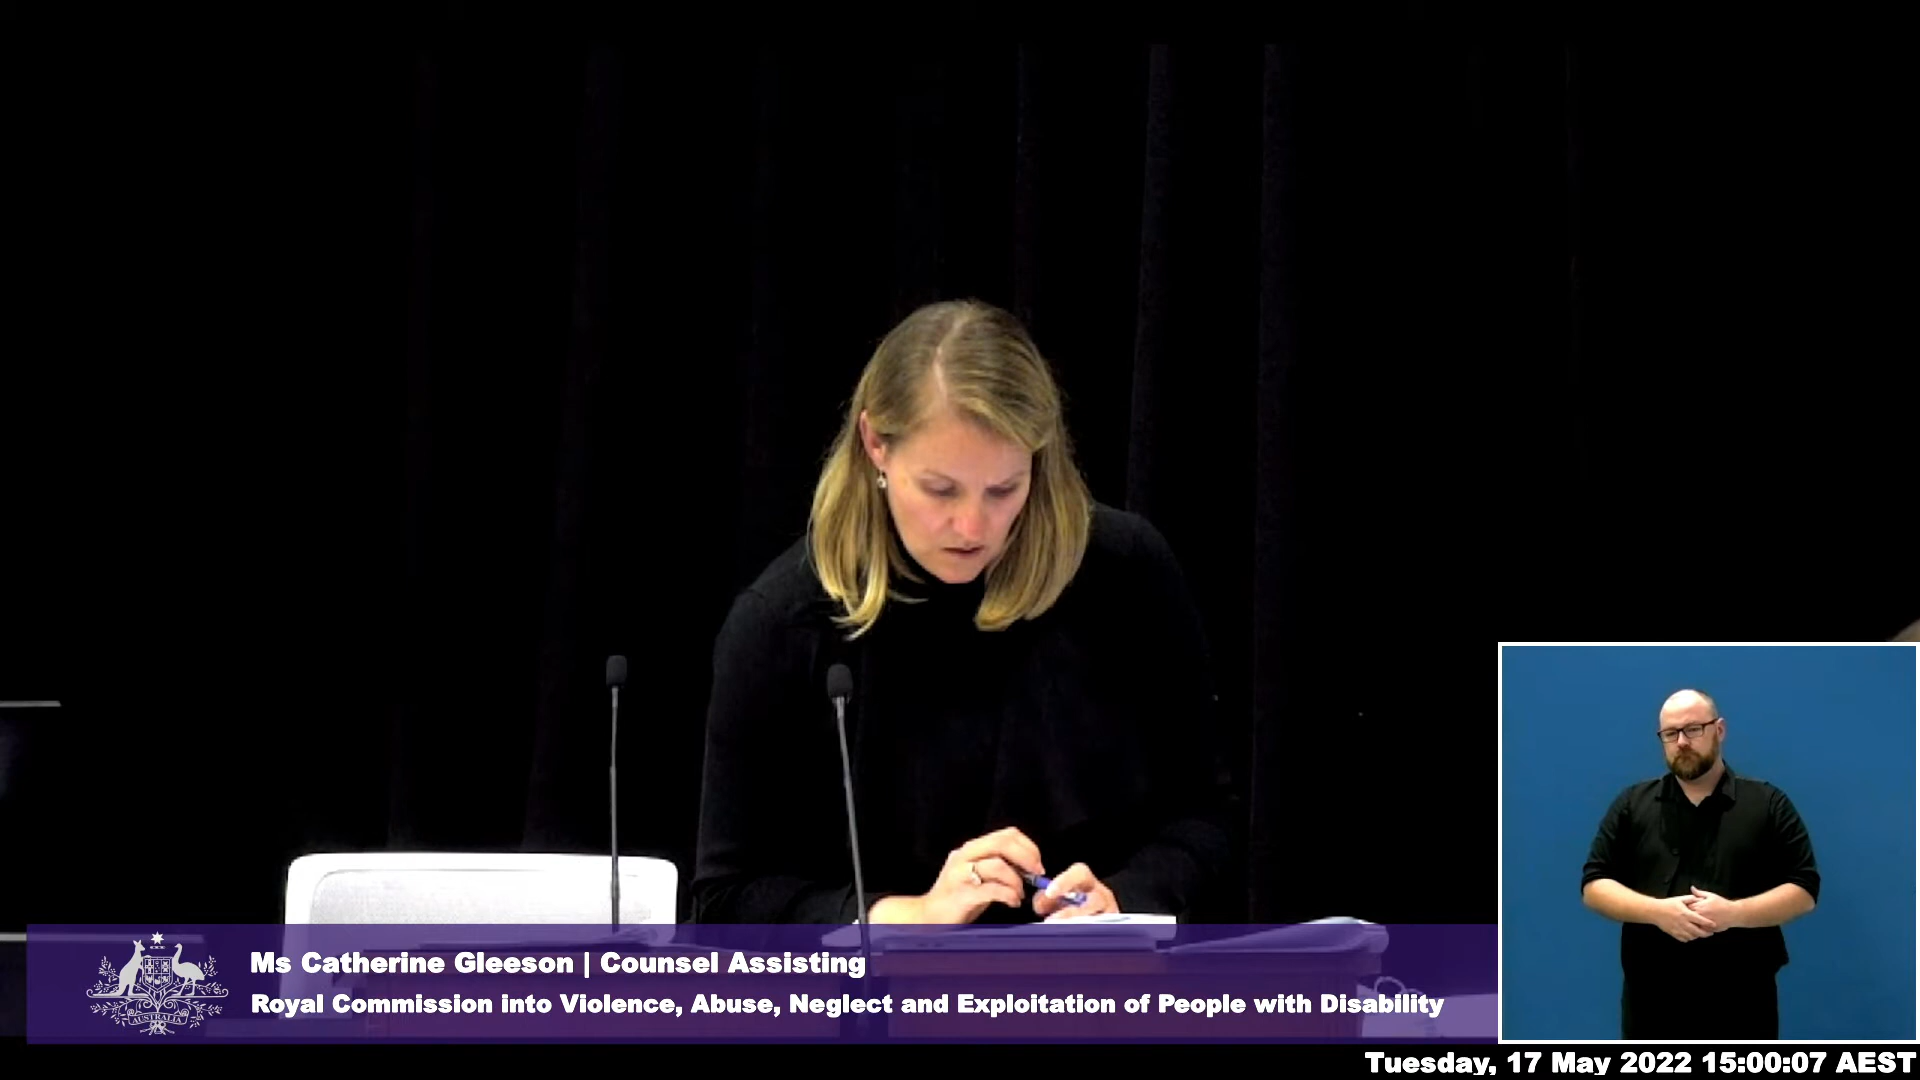 Ms Catherine Gleeson | Counsel Assisting
Royal Commission into Violence, Abuse, Neglect and Exploitation of People with Disability
AUSTRALIA
Tuesday, 17 May 2022 15:00:07 AEST